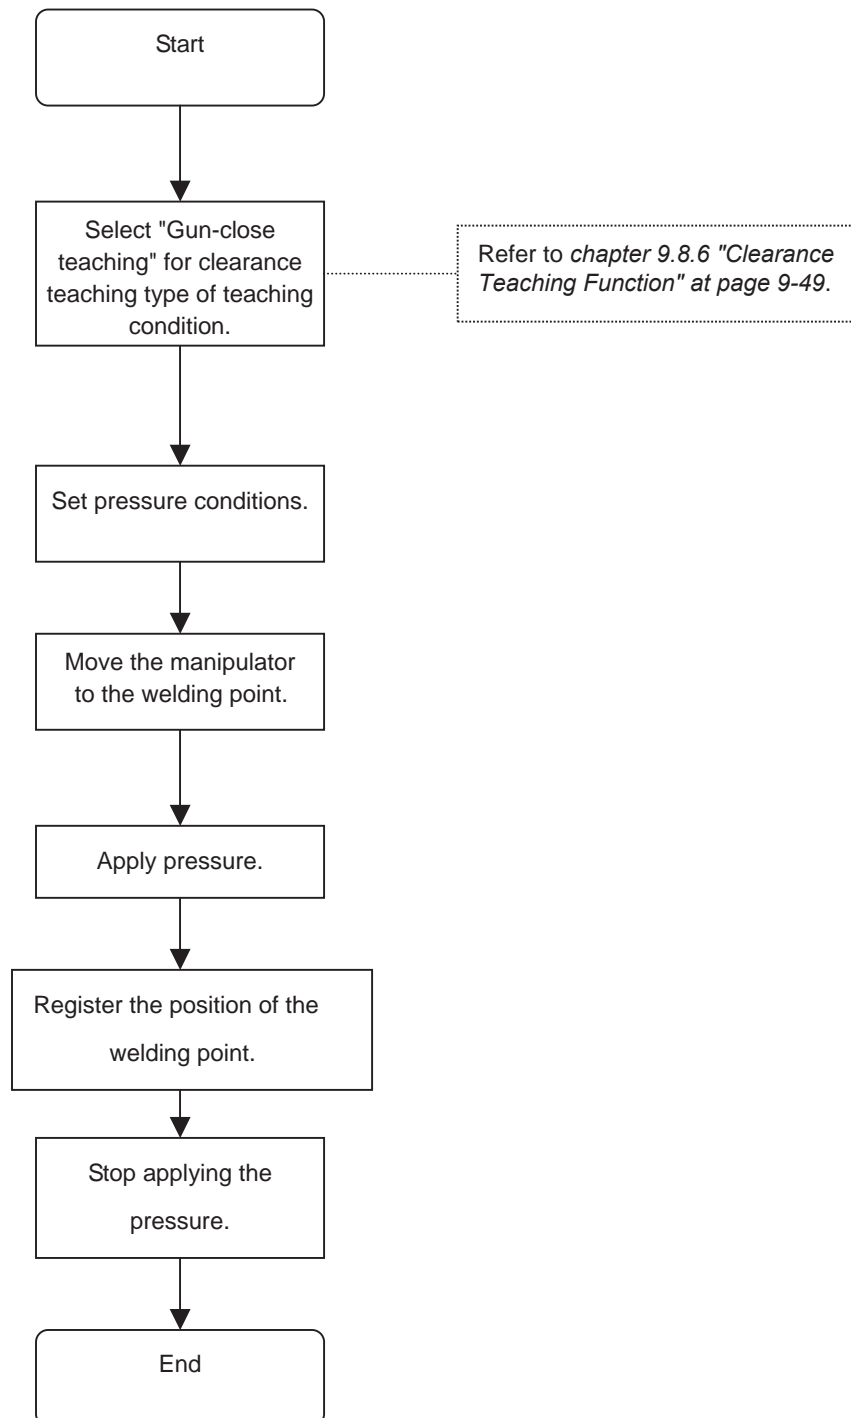 Start
Select "Gun-close
teaching" for clearance
teaching type of teaching
condition.
Refer to chapter 9.8.6 "Clearance
Teaching Function" at page 9-49.
Set pressure conditions.
Move the manipulator
to the welding point.
Apply pressure.
Register the position of the
welding point.
Stop applying the
pressure.
End